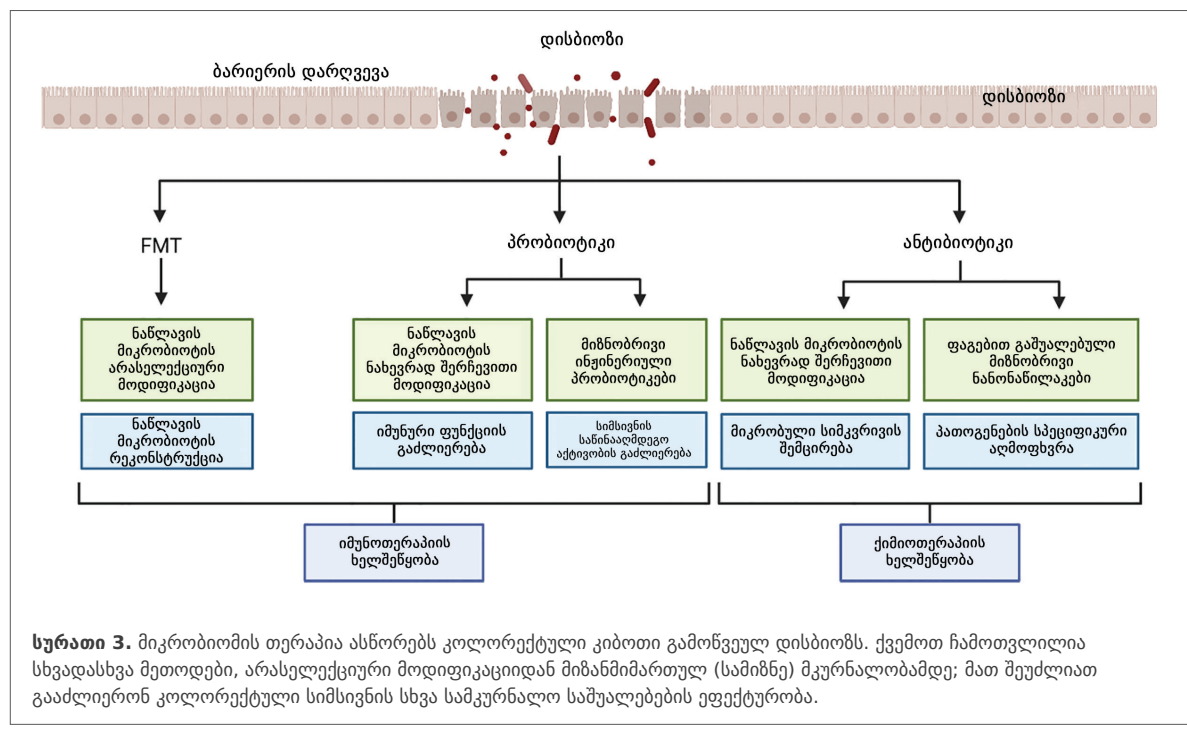 დისბიოზი
ბარიერის დარღვევა
დისბიოზი
FMT
პრობიოტიკი
ანტიბიოტიკი
ნაწლავის
მიკრობიოტის
არასელექციური
მოდიფიკაცია
ნაწლავის
მიკრობიოტის
ნახევრად შერჩევითი
მოდიფიკაცია
მიზნობრივი
ინჟინერიული
პრობიოტიკები
ნაწლავის მიკრობიოტის
ნახევრად შერჩევითი
მოდიფიკაცია
ფაგებით გაშუალებული
მიზნობრივი
ნანონაწილაკები
ნაწლავის
მიკრობიოტის
რეკონსტრუქცია
იმუნური ფუნქციის
გაძლიერება
სიმსივნის
საწინააღმდეგო
აქტივობის გაძლიერება
მიკრობული სიმკვრივის
შემცირება
პათოგენების სპეციფიკური
აღმოფხვრა
იმუნოთერაპიის
ხელშეწყობა
ქიმიოთერაპიის
ხელშეწყობა
სურათი 3. მიკრობიომის თერაპია ასწორებს კოლორექტული კიბოთი გამოწვეულ დისბიოზს. ქვემოთ ჩამოთვლილია
სხვადასხვა მეთოდები, არასელექციური მოდიფიკაციიდან მიზანმიმართულ (სამიზნე) მკურნალობამდე; მათ შეუძლიათ
გააძლიერონ კოლორექტული სიმსივნის სხვა სამკურნალო საშუალებების ეფექტურობა.